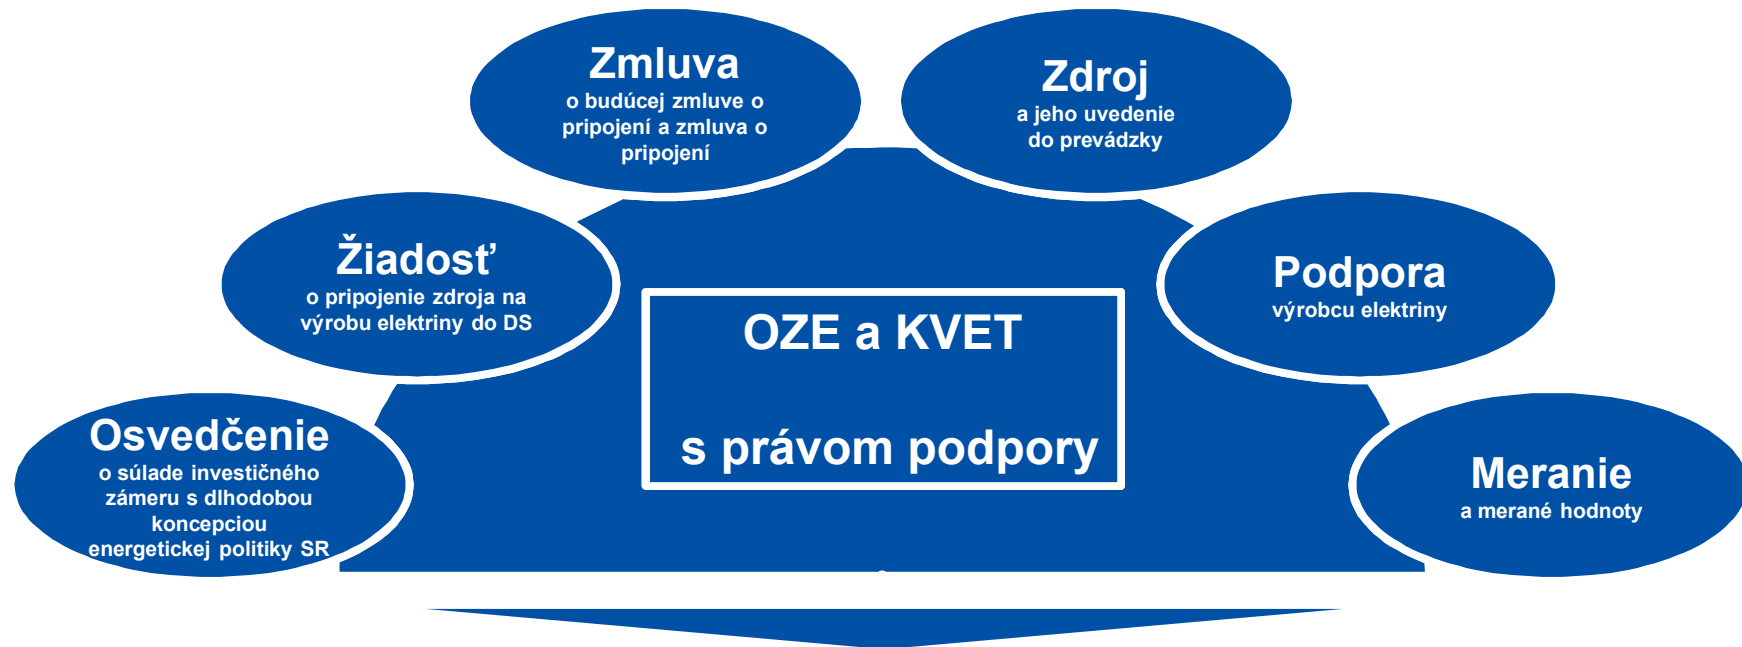 Zmluva
o budúcej zmluve o
pripojení a zmluva o
pripojení
Zdroj
a jeho uvedenie
do prevádzky
Žiadosť
o pripojenie zdroja na
výrobu elektriny do DS
Podpora
výrobcu elektriny
OZE a KVET
s právom podpory
Osvedčenie
o súlade investičného
zámeru s dlhodobou
koncepciou
energetickej politiky SR
Meranie
a merané hodnoty